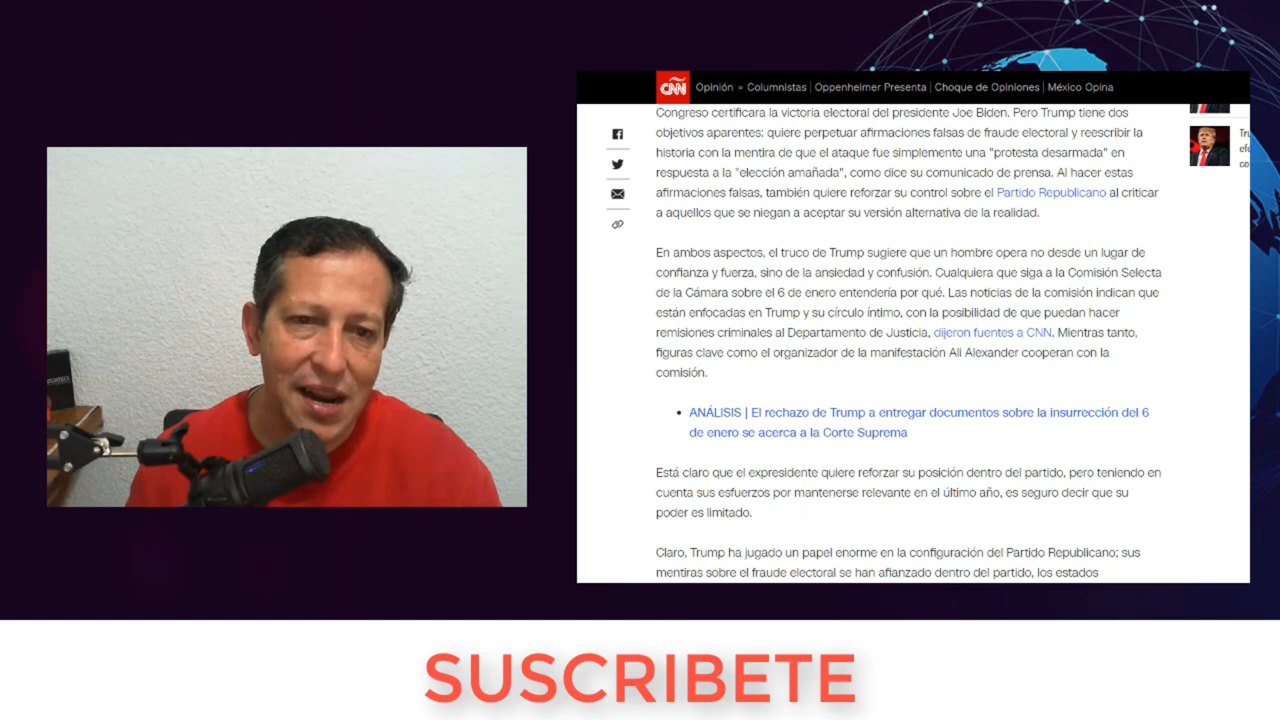 CNN Opinión » Columnistas | Oppenheimer Presenta | Choque de Opiniones | México Opina
Congreso certificara la victoria electoral del presidente Joe Biden. Pero Trump tiene dos
objetivos aparentes: quiere perpetuar afirmaciones falsas de fraude electoral y reescribir la
historia con la mentira de que el ataque fue simplemente una "protesta desarmada" en
respuesta a la "elección amañada", como dice su comunicado de prensa. Al hacer estas
afirmaciones falsas, también quiere reforzar su control sobre el Partido Republicano al criticar
a aquellos que se niegan a aceptar su versión alternativa de la realidad.
En ambos aspectos, el truco de Trump sugiere que un hombre opera no desde un lugar de
confianza y fuerza, sino de la ansiedad y confusión. Cualquiera que siga a la Comisión Selecta
de la Cámara sobre el 6 de enero entendería por qué. Las noticias de la comisión indican que
están enfocadas en Trump y su círculo íntimo, con la posibilidad de que puedan hacer
remisiones criminales al Departamento de Justicia, dijeron fuentes a CNN. Mientras tanto,
figuras clave como el organizador de la manifestación Ali Alexander cooperan con la
comisión.
• ANÁLISIS | El rechazo de Trump a entregar documentos sobre la insurrección del 6
de enero se acerca a la Corte Suprema
Está claro que el expresidente quiere reforzar su posición dentro del partido, pero teniendo en
cuenta sus esfuerzos por mantenerse relevante en el último año, es seguro decir que su
poder es limitado.
Claro, Trump ha jugado un papel enorme en la configuración del Partido Republicano; sus
mentiras sobre el fraude electoral se han afianzado dentro del partido, los estados
SUSCRIBETE